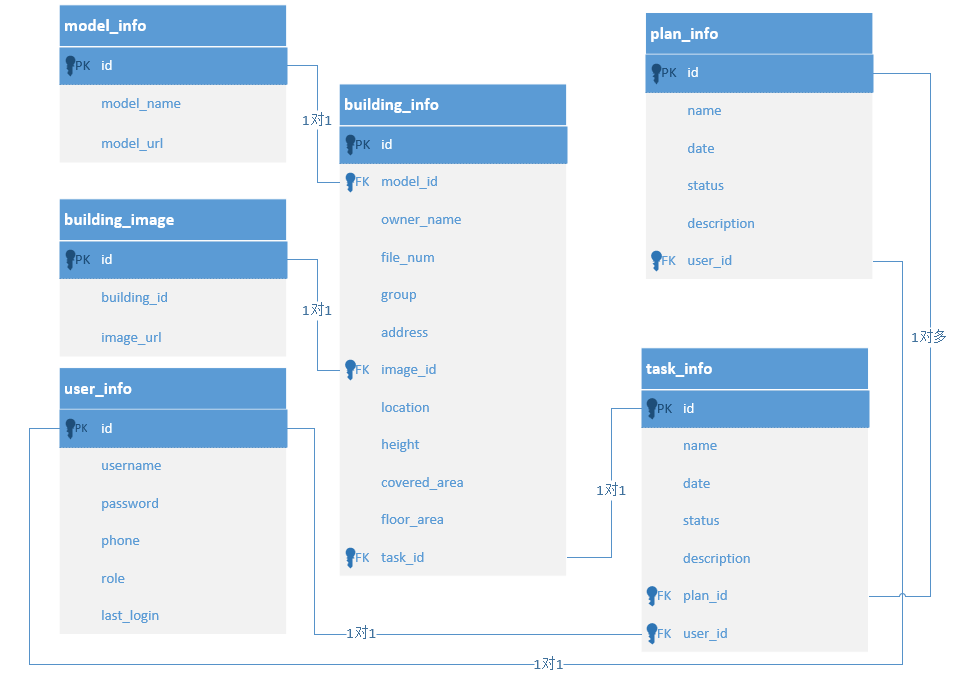 model_info
PK id
model_name
model_url
building_image
PK id
building_id
image_url
user_info
PK id
username
password
phone
role
last_login
1对1
1对1
building_info
PK id
FK model_id
owner_name
file_num
group
address
FK image_id
location
height
covered_area
floor_area
FK task_id
1对1
1对1
1对1
plan_info
PK id
name
date
status
description
FK user_id
1对多
task_info
PK id
name
date
status
description
FK plan_id
FK user_id